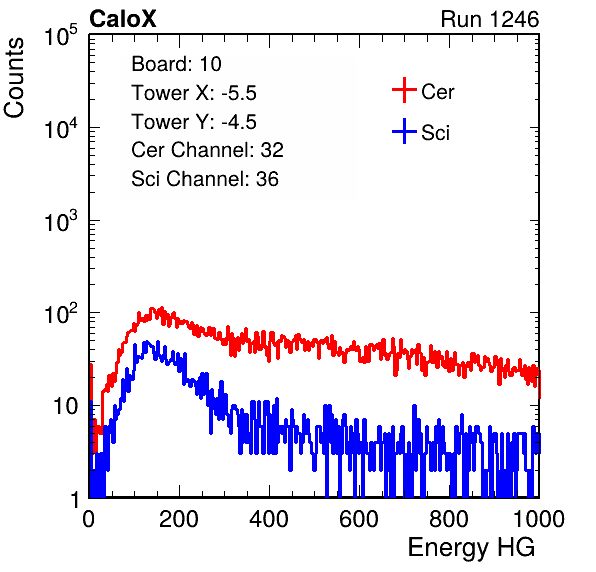 CaloX Run 1246
Counts
10^5
10^4
10^3
10^2
10
1
Board: 10
Tower X: -5.5
Tower Y: -4.5
Cer Channel: 32
Sci Channel: 36
Cer
Sci
0 200 400 600 800 1000
Energy HG